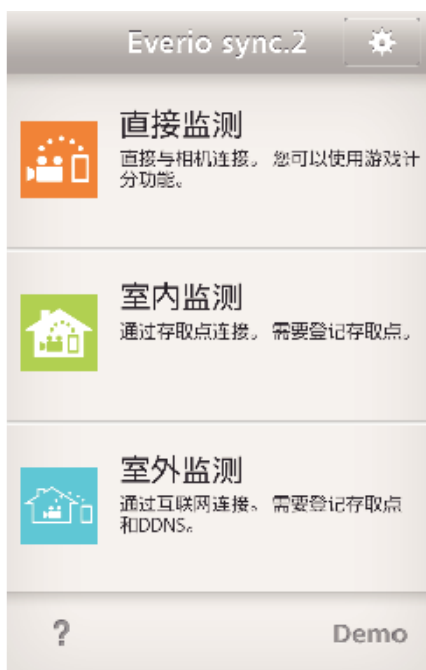 Everio sync.2
直接监测
直接与相机连接。 您可以使用游戏计
分功能。
室内监测
通过存取点连接。 需要登记存取点。
室外监测
通过互联网连接。 需要登记存取点
和DDNS。
?
Demo